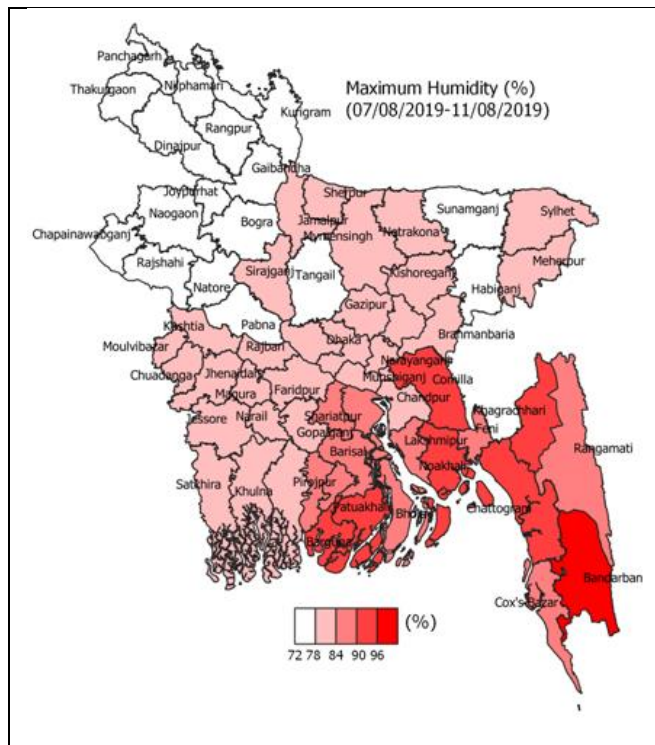 Panchagarh
Thakurgaon
Nilphamari
Maximum Humidity (%)
(07/08/2019-11/08/2019)
Kurigram
Rangpur
Dinajpur
Gaibandha
Joypurhat
Sherpur
Naogaon
Jamalpur
Bogra
Sunamganj
Sylhet
Chapainawabganj
Mymensingh
Netrakona
Rajshahi
Sirajganj
Tangail
Kishoreganj
Meherpur
Natore
Habiganj
Gazipur
Pabna
Kushtia
Brahmanbaria
Moulvibazar
Rajbari
Dhaka
Narayanganj
Chuadanga
Jhenaidah
Munshiganj
Comilla
Magura
Faridpur
Chandpur
Khagrachhari
Jessore
Narail
Shariatpur
Gopalganj
Feni
Lakshmipur
Rangamati
Barisal
Noakhali
Satkhira
Khulna
Pirojpur
Patuakhali
Bhola
Chattogram
Barguna
Bandarban
Cox's Bazar
(%)
72 78 84 90 96